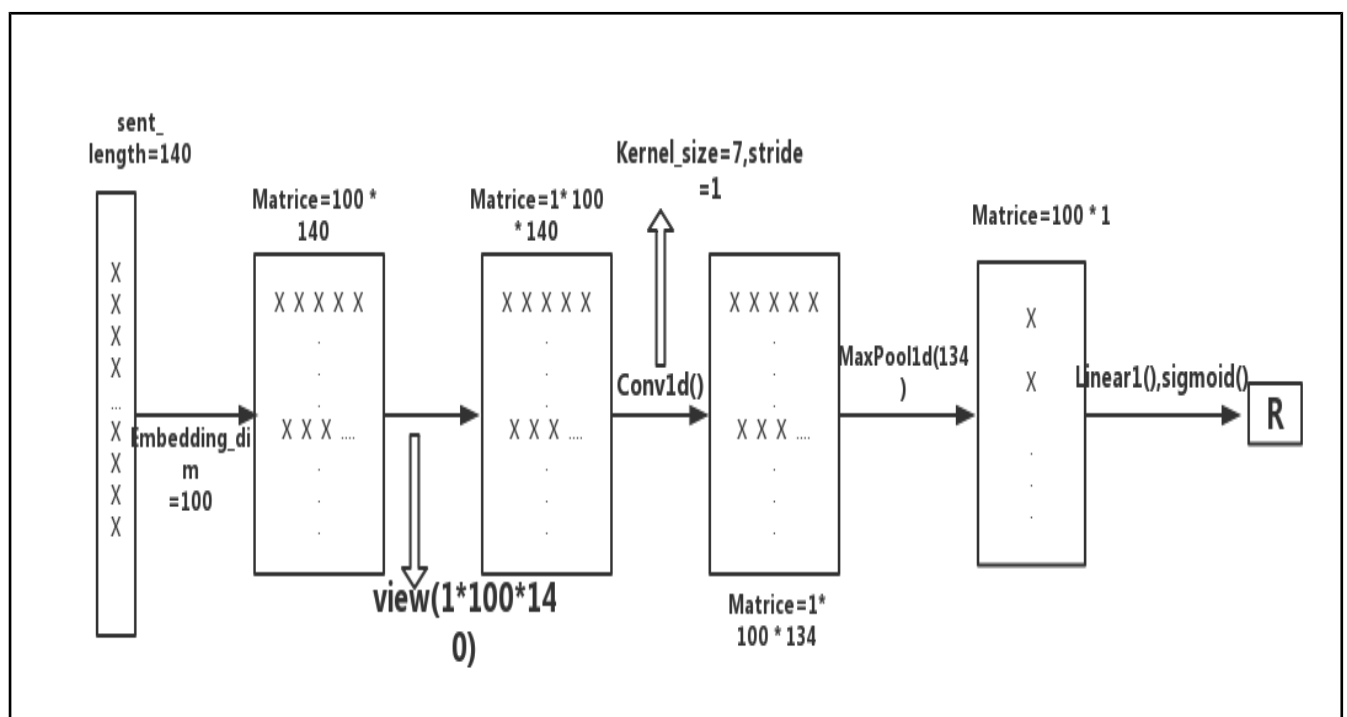 sent_
length=140
X
X
X
X
...
X
X
X
X
Embedding_di
m
=100
Matrice=100 *
140
X X X X X
.
.
.
X X X ....
.
.
.
view(1*100*14
0)
Matrice=1* 100
* 140
X X X X X
.
.
.
X X X ....
.
.
.
Kernel_size=7,stride
=1
Conv1d()
X X X X X
.
.
.
X X X ....
.
.
.
Matrice=1*
100 * 134
MaxPool1d(134
)
Matrice=100 * 1
X
X
.
.
.
Linear1(),sigmoid()
R